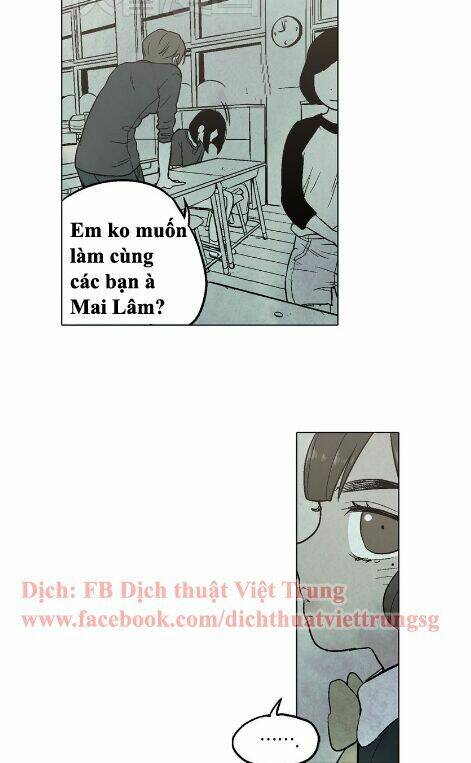 Em ko muốn
làm cùng
các bạn à
Mai Lâm?
Dịch: FB Dịch thuật Việt Trung
www.facebook.com/dichthuatviettrungsg
.......